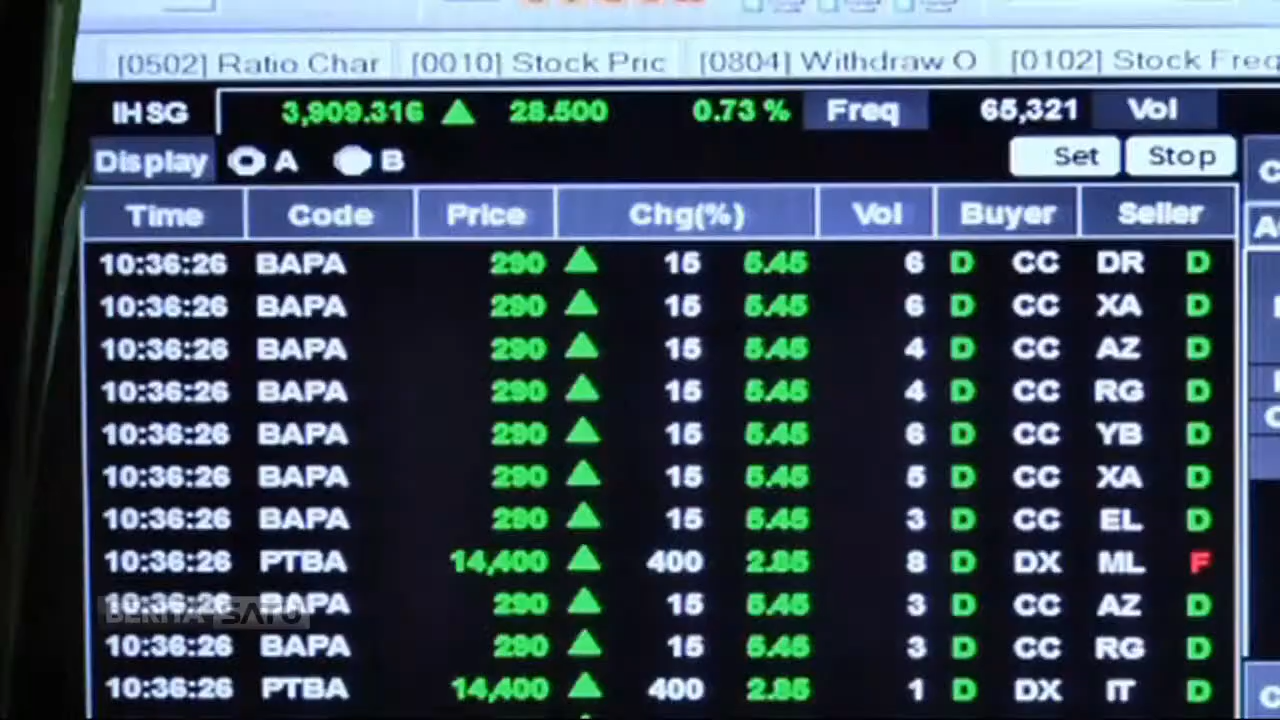 [0502] Ratio Char [0010] Stock Pric [0804] Withdraw O [0102] Stock Freq
IHSG 3,909.316 ▲ 28.500 0.73 % Freq 65,321 Vol
Display A B Set Stop
Time Code Price Chg(%) Vol Buyer Seller
10:36:26 BAPA 290 ▲ 15 5.45 6 D CC DR D
10:36:26 BAPA 290 ▲ 15 5.45 6 D CC XA D
10:36:26 BAPA 290 ▲ 15 5.45 4 D CC AZ D
10:36:26 BAPA 290 ▲ 15 5.45 4 D CC RG D
10:36:26 BAPA 290 ▲ 15 5.45 6 D CC YB D
10:36:26 BAPA 290 ▲ 15 5.45 5 D CC XA D
10:36:26 BAPA 290 ▲ 15 5.45 3 D CC EL D
10:36:26 PTBA 14,400 ▲ 400 2.85 8 D DX ML F
10:36:26 BAPA 290 ▲ 15 5.45 3 D CC AZ D
BERITA SATU
10:36:26 BAPA 290 ▲ 15 5.45 3 D CC RG D
10:36:26 PTBA 14,400 ▲ 400 2.85 1 D DX IT D